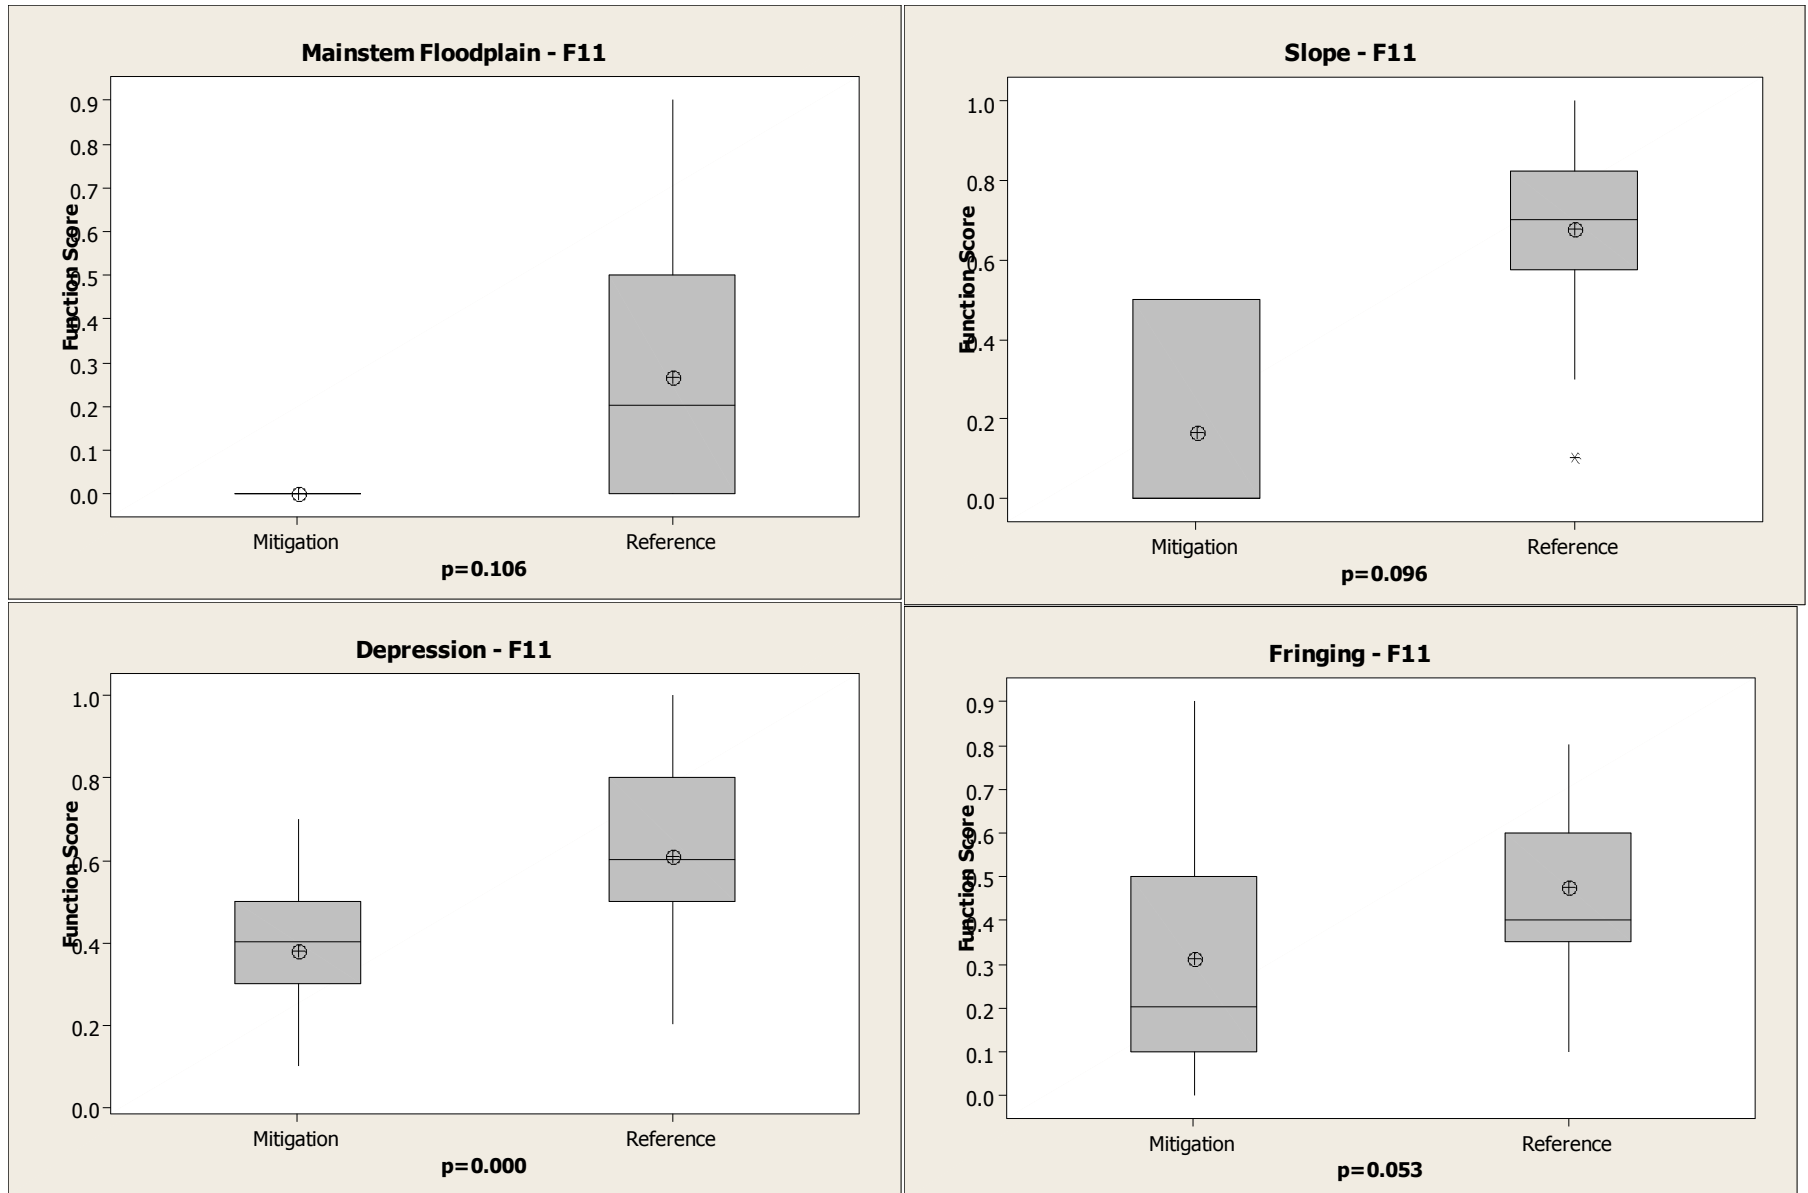 Mainstem Floodplain - F11
0.9
0.8
0.7
0.6
0.5
0.4
0.3
0.2
0.1
0.0
Function Score
Mitigation
Reference
p=0.106
Slope - F11
1.0
0.8
0.6
0.4
0.2
0.0
Function Score
Mitigation
Reference
p=0.096
Depression - F11
1.0
0.8
0.6
0.4
0.2
0.0
Function Score
Mitigation
Reference
p=0.000
Fringing - F11
0.9
0.8
0.7
0.6
0.5
0.4
0.3
0.2
0.1
0.0
Function Score
Mitigation
Reference
p=0.053